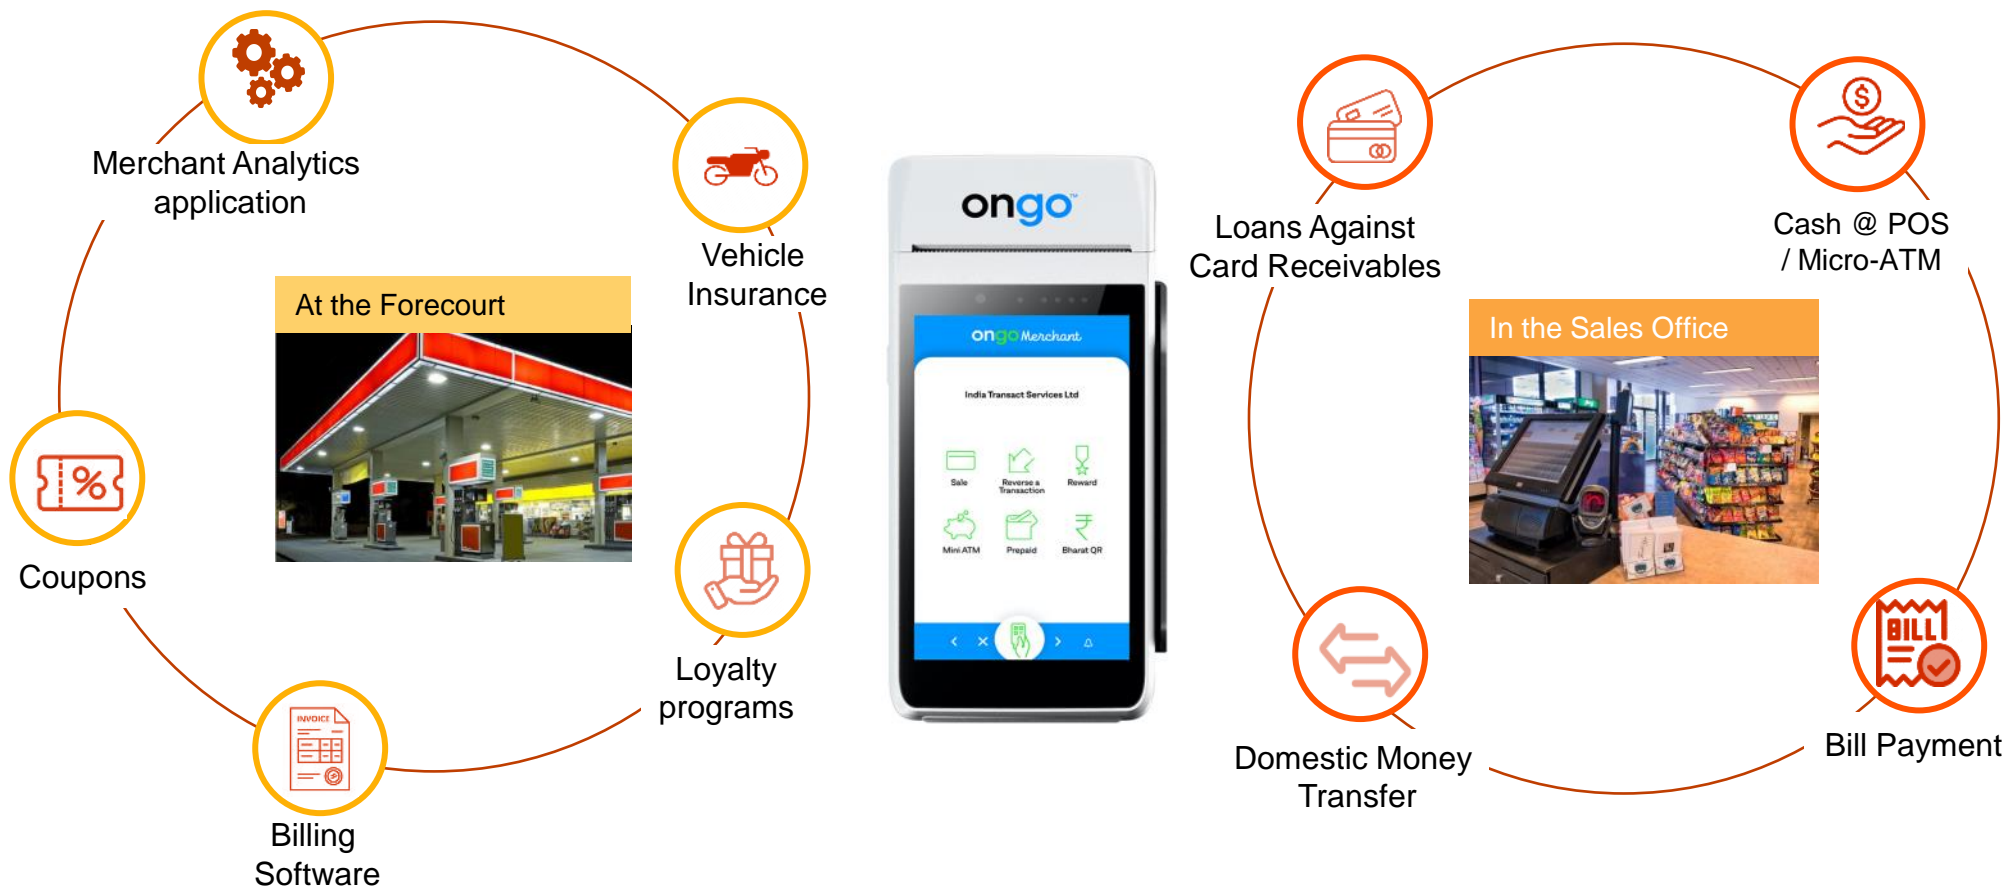 Merchant Analytics
application
Vehicle
Insurance
At the Forecourt
%
Coupons
Loyalty
programs
INVOICE
Billing
Software
ongo™
ongo Merchant
India Transact Services Ltd
Sale
Reverse a
Transaction
Reward
Mini ATM
Prepaid
₹
Bharat QR
Loans Against
Card Receivables
$
Cash @ POS
/ Micro-ATM
In the Sales Office
Domestic Money
Transfer
BILL
Bill Payment